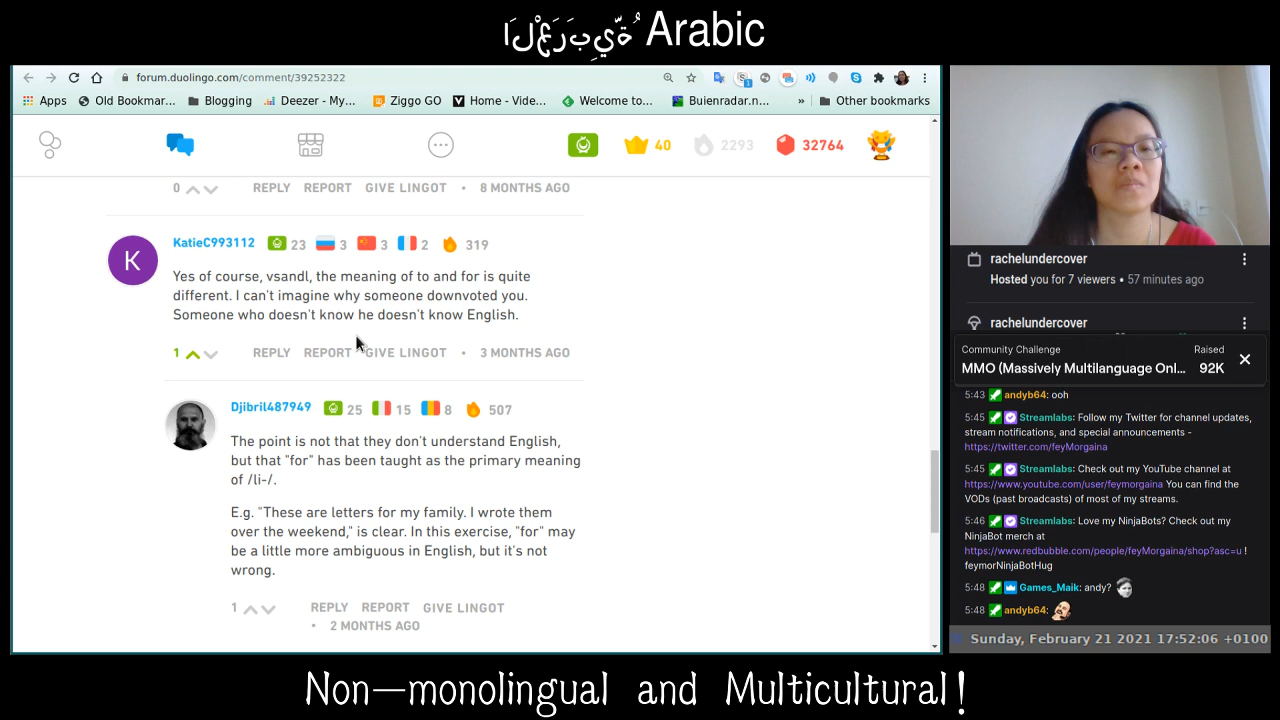 اَلْعَرَبِيَّةُ Arabic
forum.duolingo.com/comment/39252322
Apps Old Bookmar... Blogging Deezer - My... Ziggo GO Home - Vide... Welcome to... Buienradar.n... » Other bookmarks
40 2293 32764
0 REPLY REPORT GIVE LINGOT • 8 MONTHS AGO
K
KatieC993112 23 3 3 2 319
Yes of course, vsandl, the meaning of to and for is quite
different. I can't imagine why someone downvoted you.
Someone who doesn't know he doesn't know English.
1 REPLY REPORT GIVE LINGOT • 3 MONTHS AGO
Djibril487949 25 15 8 507
The point is not that they don't understand English,
but that "for" has been taught as the primary meaning
of /li-/.
E.g. "These are letters for my family. I wrote them
over the weekend," is clear. In this exercise, "for" may
be a little more ambiguous in English, but it's not
wrong.
1 REPLY REPORT GIVE LINGOT
• 2 MONTHS AGO
rachelundercover
Hosted you for 7 viewers • 57 minutes ago
rachelundercover
Community Challenge Raised
MMO (Massively Multilanguage Onl... 92K
5:43 andyb64: ooh
5:45 Streamlabs: Follow my Twitter for channel updates,
stream notifications, and special announcements -
https://twitter.com/feyMorgaina
5:45 Streamlabs: Check out my YouTube channel at
https://www.youtube.com/user/feymorgaina You can find the
VODs (past broadcasts) of most of my streams.
5:46 Streamlabs: Love my NinjaBots? Check out my
NinjaBot merch at
https://www.redbubble.com/people/feyMorgaina/shop?asc=u !
feymorNinjaBotHug
5:48 Games_Maik: andy?
5:48 andyb64:
Sunday, February 21 2021 17:52:06 +0100
Non-monolingual and Multicultural!